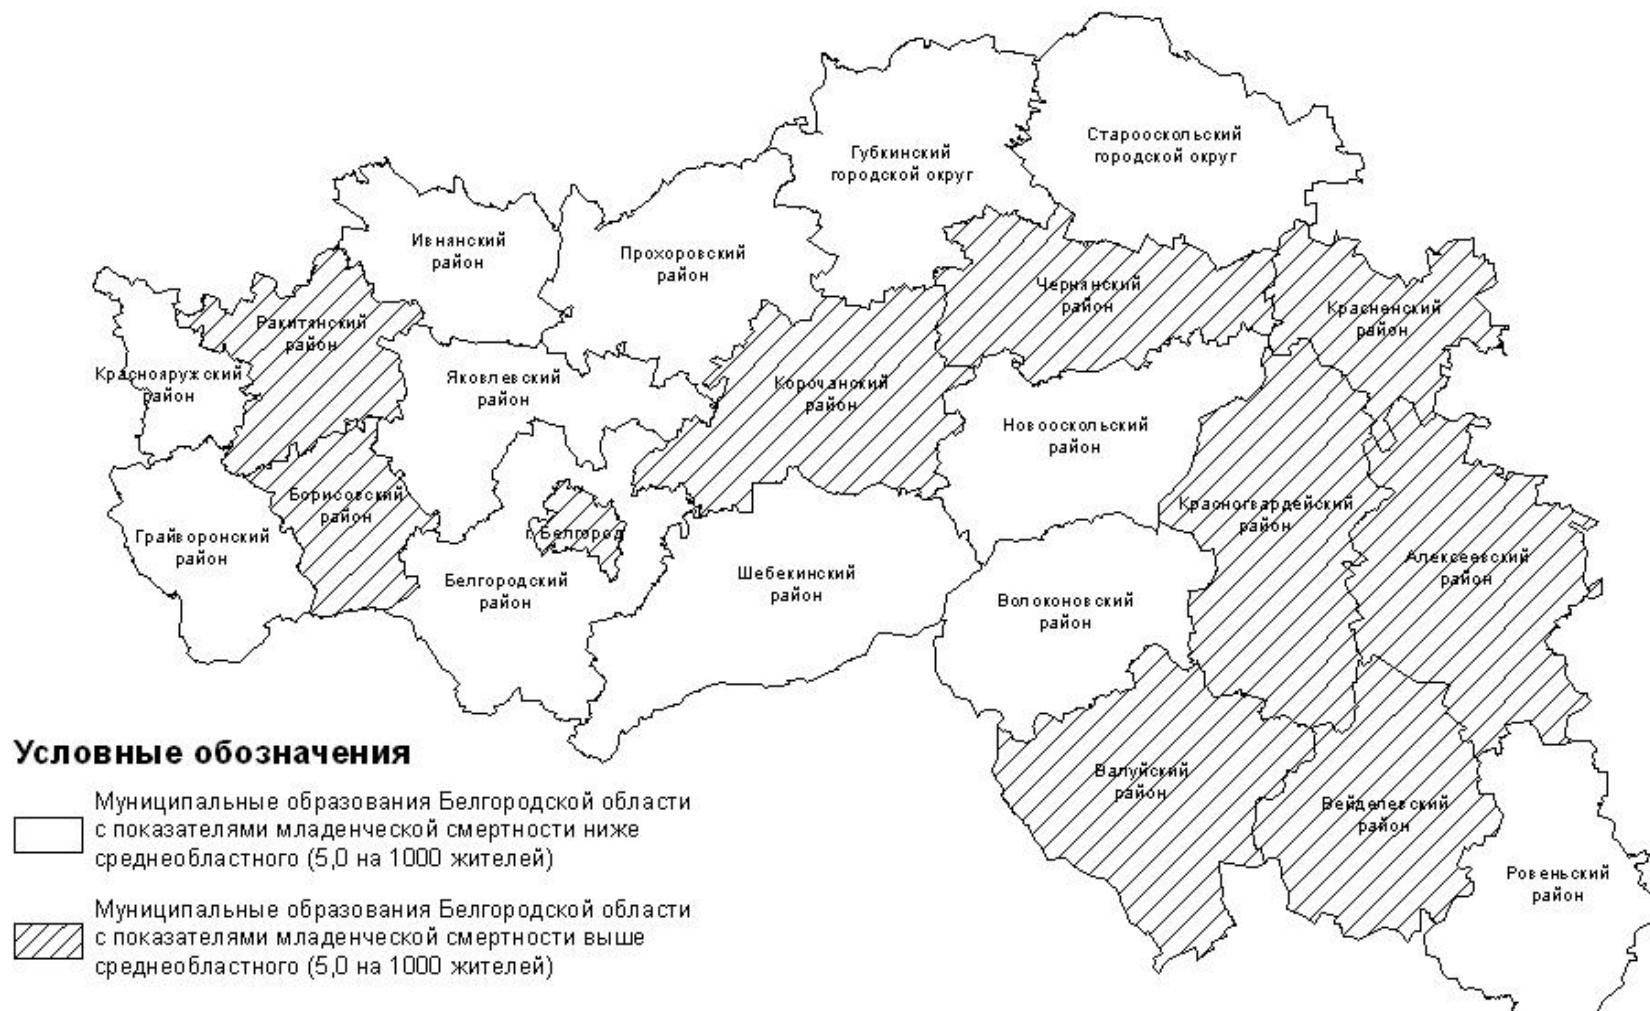 Старооскольский
городской округ
Губкинский
городской округ
Ивнянский
район
Прохоровский
район
Чернянский
район
Красненский
район
Ракитянский
район
Краснояружский
район
Яковлевский
район
Корочанский
район
Новооскольский
район
Борисовский
район
Красногвардейский
район
Грайворонский
район
г. Белгород
Белгородский
район
Шебекинский
район
Волоконовский
район
Алексеевский
район
Валуйский
район
Вейделевский
район
Ровеньский
район
Условные обозначения
Муниципальные образования Белгородской области
с показателями младенческой смертности ниже
среднеобластного (5,0 на 1000 жителей)
Муниципальные образования Белгородской области
с показателями младенческой смертности выше
среднеобластного (5,0 на 1000 жителей)